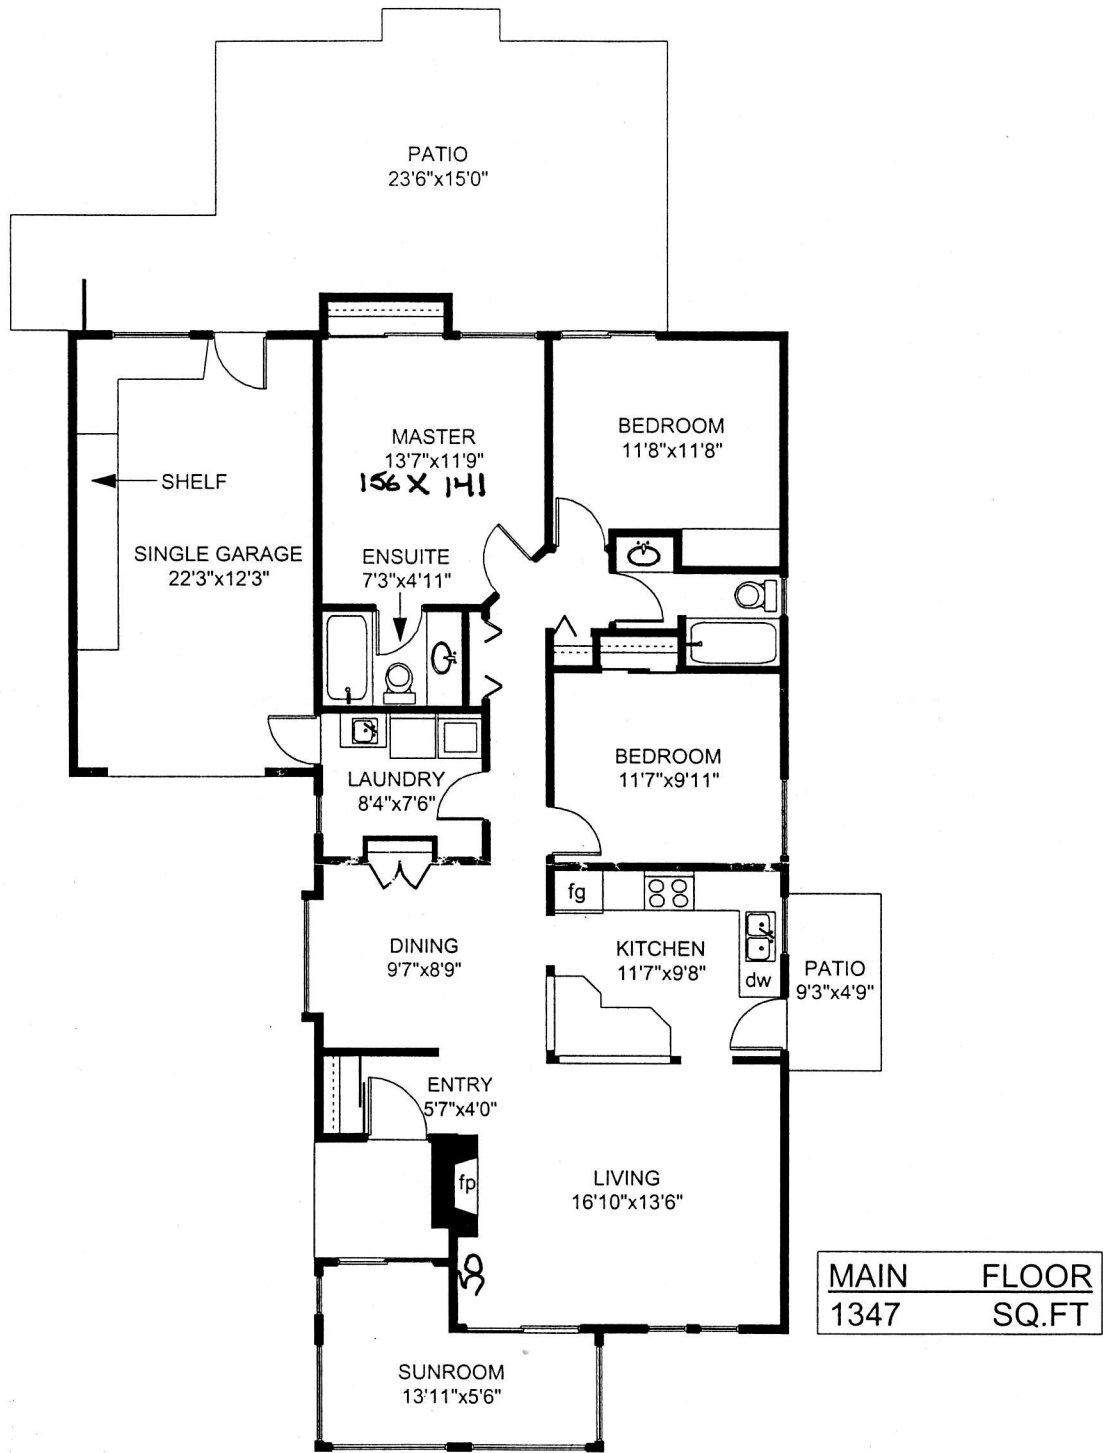 PATIO
23'6"x15'0"
MASTER
13'7"x11'9"
156 X 141
BEDROOM
11'8"x11'8"
SHELF
SINGLE GARAGE
22'3"x12'3"
ENSUITE
7'3"x4'11"
BEDROOM
11'7"x9'11"
LAUNDRY
8'4"x7'6"
fg
DINING
9'7"x8'9"
KITCHEN
11'7"x9'8"
dw
PATIO
9'3"x4'9"
ENTRY
5'7"x4'0"
fp
LIVING
16'10"x13'6"
50
MAIN FLOOR
1347 SQ.FT
SUNROOM
13'11"x5'6"